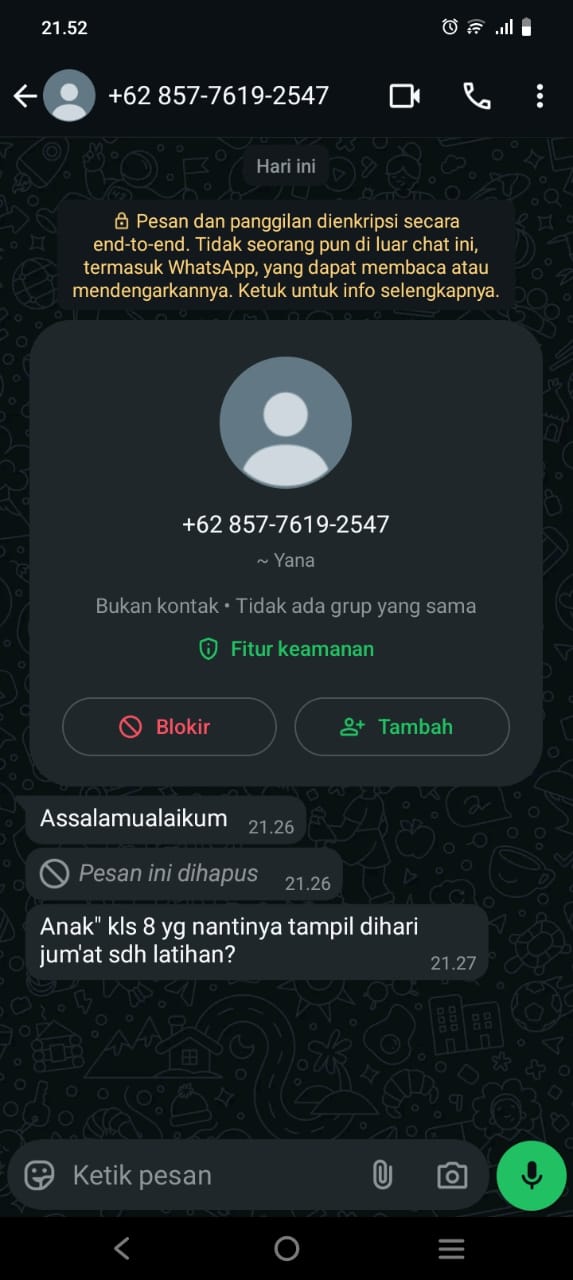 21.52
+62 857-7619-2547
Hari ini
Pesan dan panggilan dienkripsi secara
end-to-end. Tidak seorang pun di luar chat ini,
termasuk WhatsApp, yang dapat membaca atau
mendengarkannya. Ketuk untuk info selengkapnya.
+62 857-7619-2547
~ Yana
Bukan kontak • Tidak ada grup yang sama
Fitur keamanan
Blokir
Tambah
Assalamualaikum 21.26
Pesan ini dihapus 21.26
Anak" kls 8 yg nantinya tampil dihari
jum'at sdh latihan? 21.27
Ketik pesan